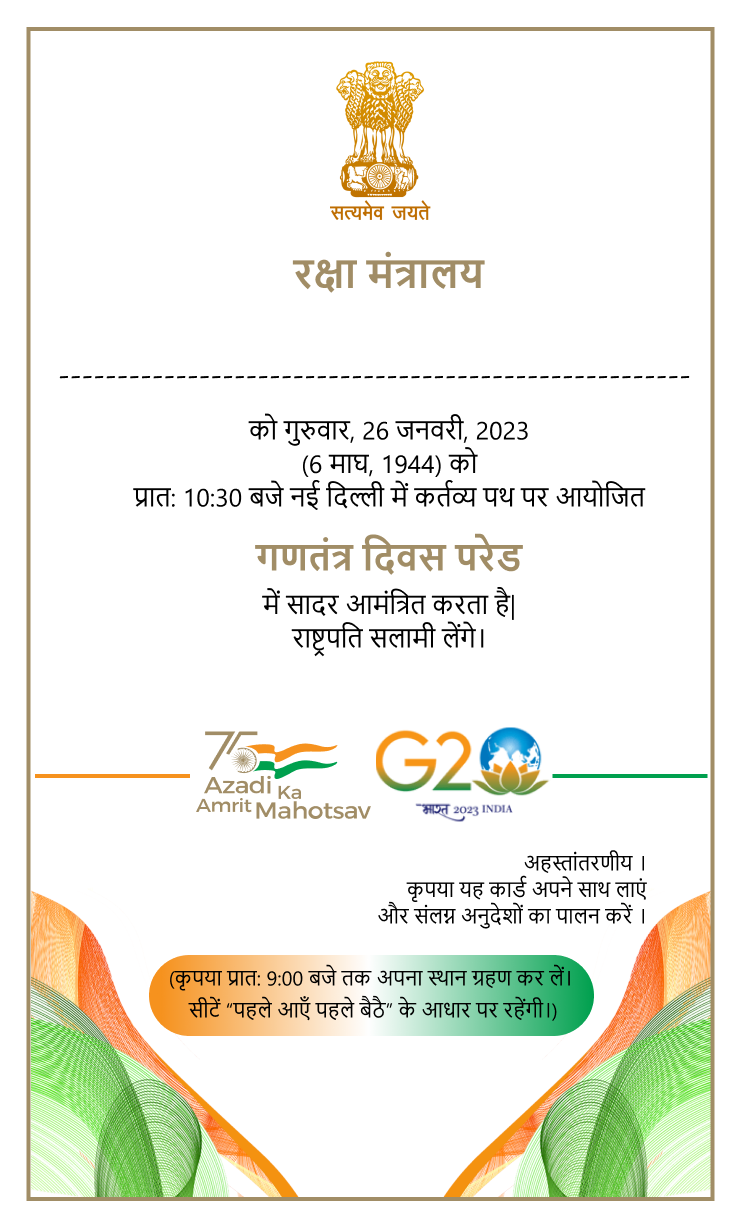 सत्यमेव जयते
रक्षा मंत्रालय
को गुरुवार, 26 जनवरी, 2023
(6 माघ, 1944) को
प्रात: 10:30 बजे नई दिल्ली में कर्तव्य पथ पर आयोजित
गणतंत्र दिवस परेड
में सादर आमंत्रित करता है|
राष्ट्रपति सलामी लेंगे।
75
Azadi Ka
Amrit Mahotsav
G20
भारत 2023 INDIA
अहस्तांतरणीय ।
कृपया यह कार्ड अपने साथ लाएं
और संलग्न अनुदेशों का पालन करें ।
(कृपया प्रात: 9:00 बजे तक अपना स्थान ग्रहण कर लें।
सीटें “पहले आएँ पहले बैठै” के आधार पर रहेंगी।)